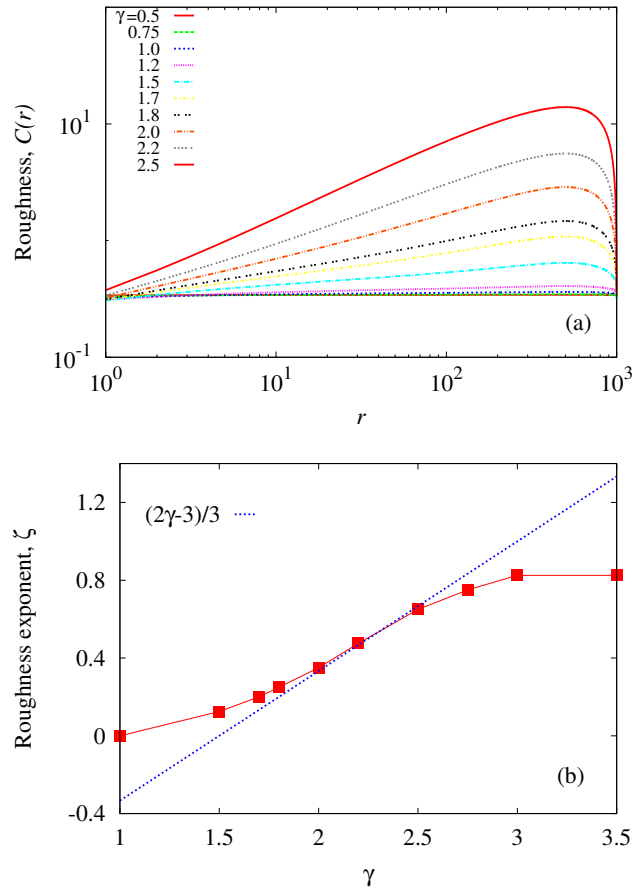 γ=0.5
0.75
1.0
1.2
1.5
1.7
1.8
2.0
2.2
2.5
Roughness, C(r)
10¹
10⁻¹
(a)
10⁰ 10¹ 10² 10³
r
(2γ-3)/3
Roughness exponent, ζ
1.2
0.8
0.4
0
-0.4
(b)
1 1.5 2 2.5 3 3.5
γ